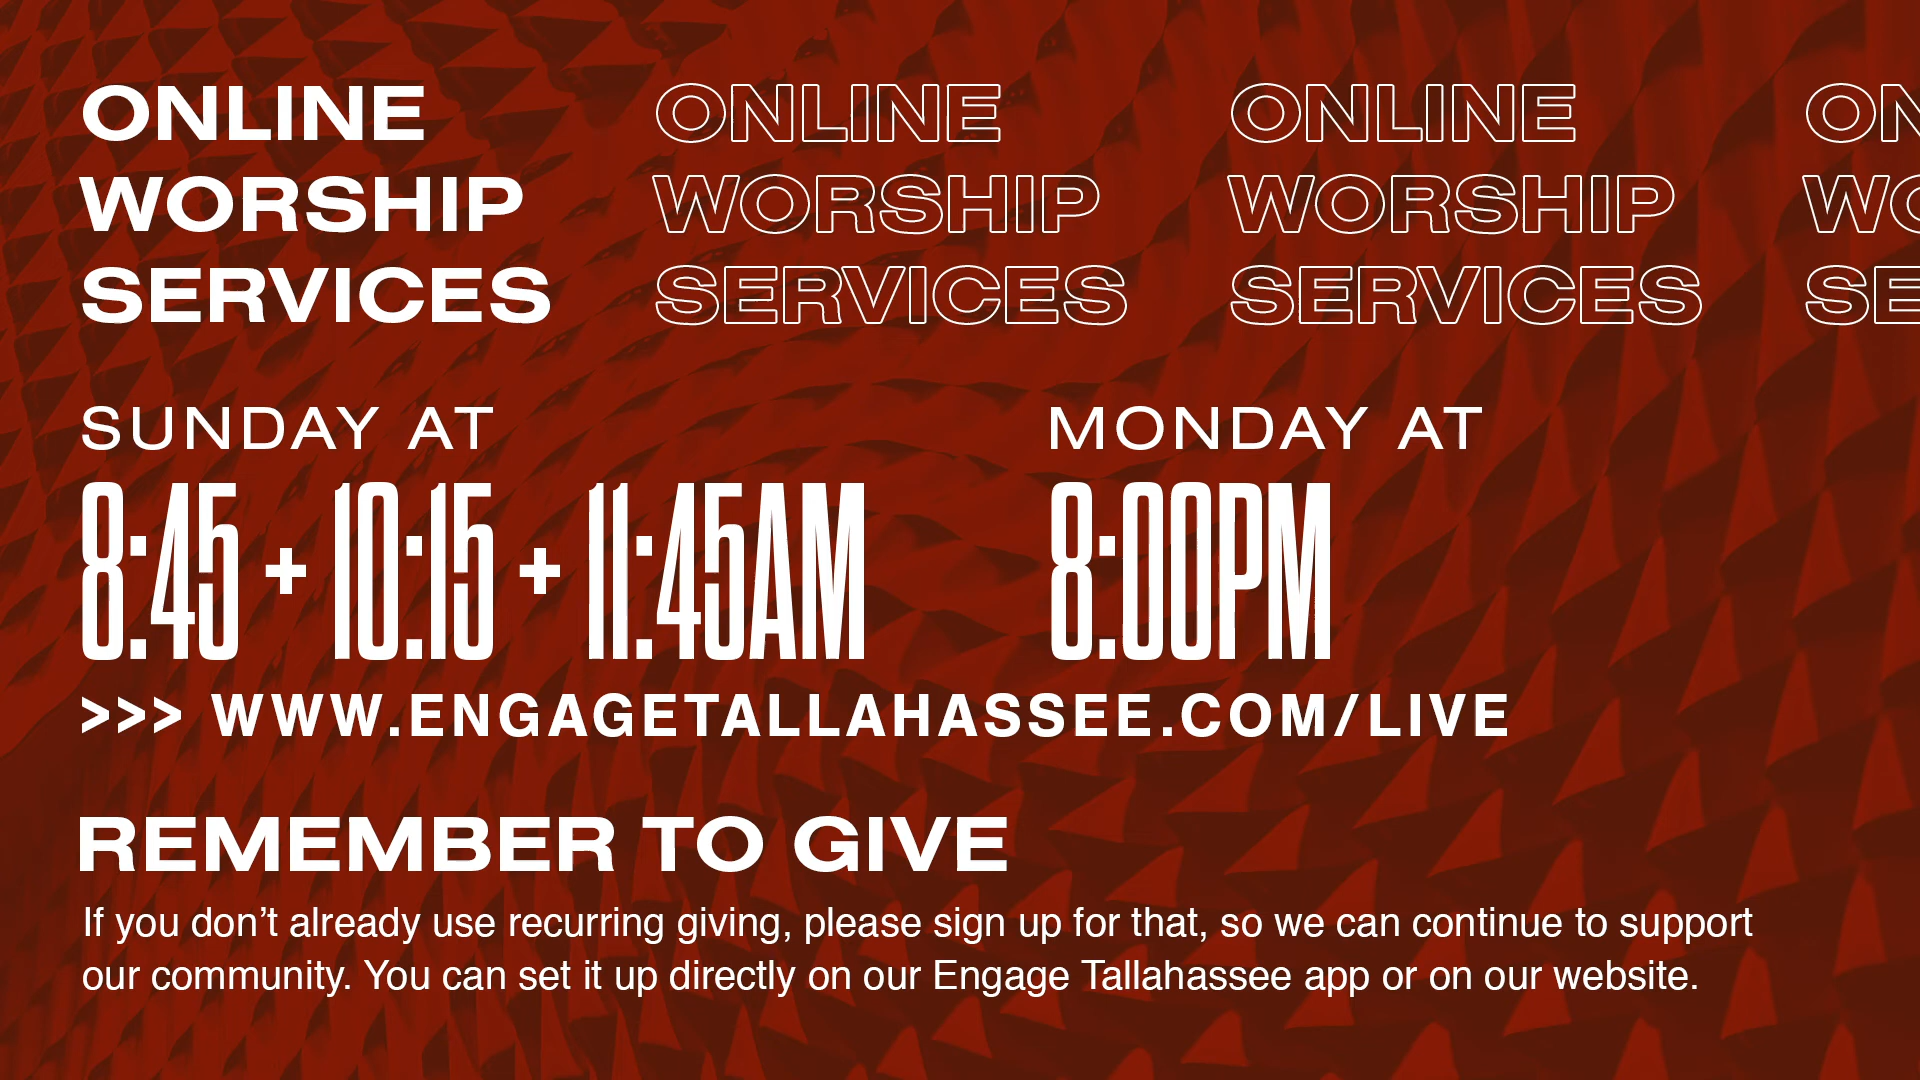 ONLINE ONLINE ONLINE ON
WORSHIP WORSHIP WORSHIP WO
SERVICES SERVICES SERVICES SE
SUNDAY AT
8:45 + 10:15 + 11:45AM
MONDAY AT
8:00PM
>>> WWW.ENGAGETALLAHASSEE.COM/LIVE
REMEMBER TO GIVE
If you don’t already use recurring giving, please sign up for that, so we can continue to support
our community. You can set it up directly on our Engage Tallahassee app or on our website.